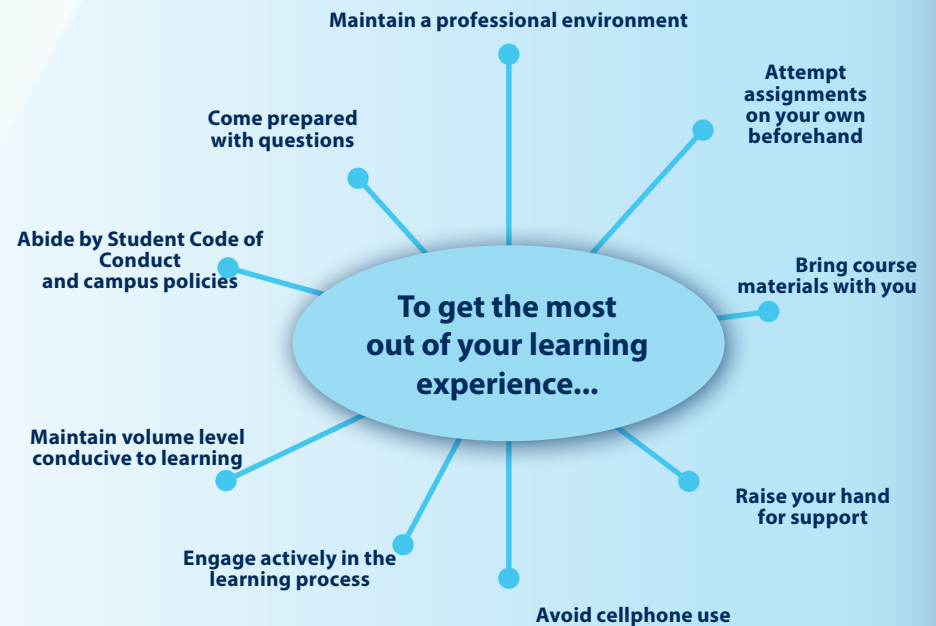 Maintain a professional environment
Attempt
assignments
on your own
beforehand
Come prepared
with questions
Abide by Student Code of
Conduct
and campus policies
Bring course
materials with you
To get the most
out of your learning
experience...
Maintain volume level
conducive to learning
Raise your hand
for support
Engage actively in the
learning process
Avoid cellphone use